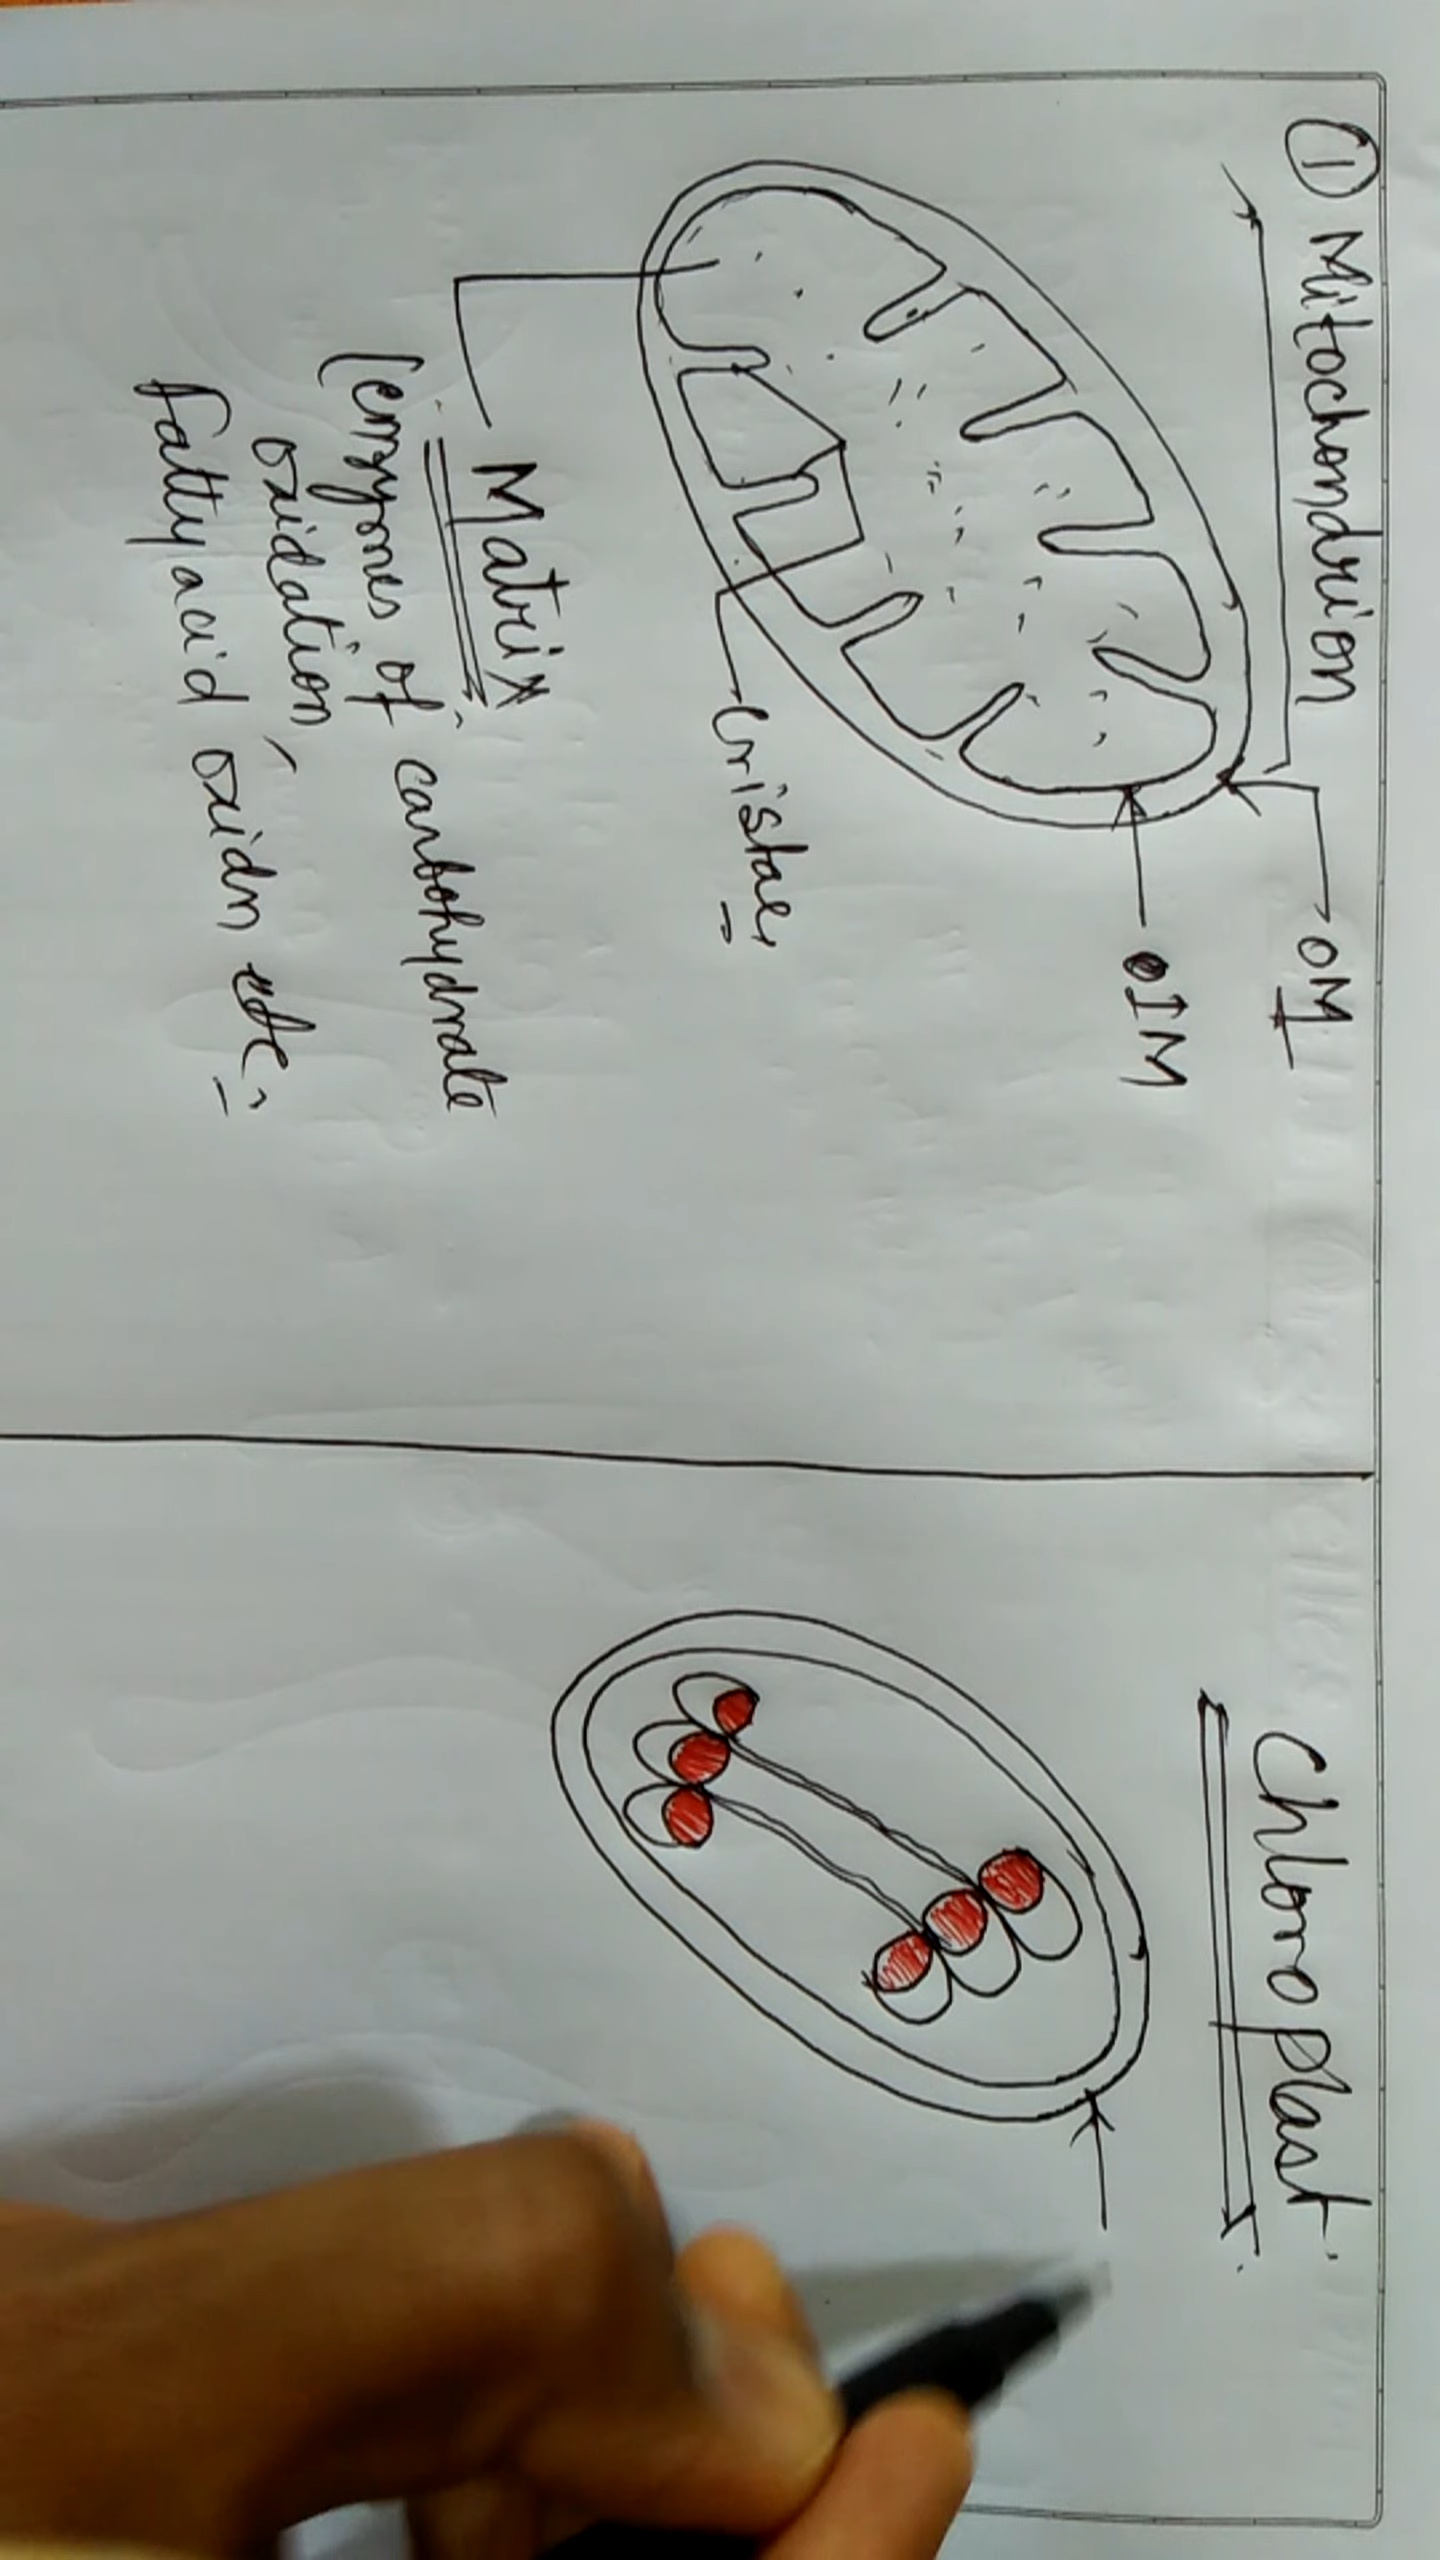 ① Mitochondrion
OM
IM
Cristae
Matrix
(enzymes of carbohydrate
oxidation,
fatty acid oxidn etc.
Chloroplast